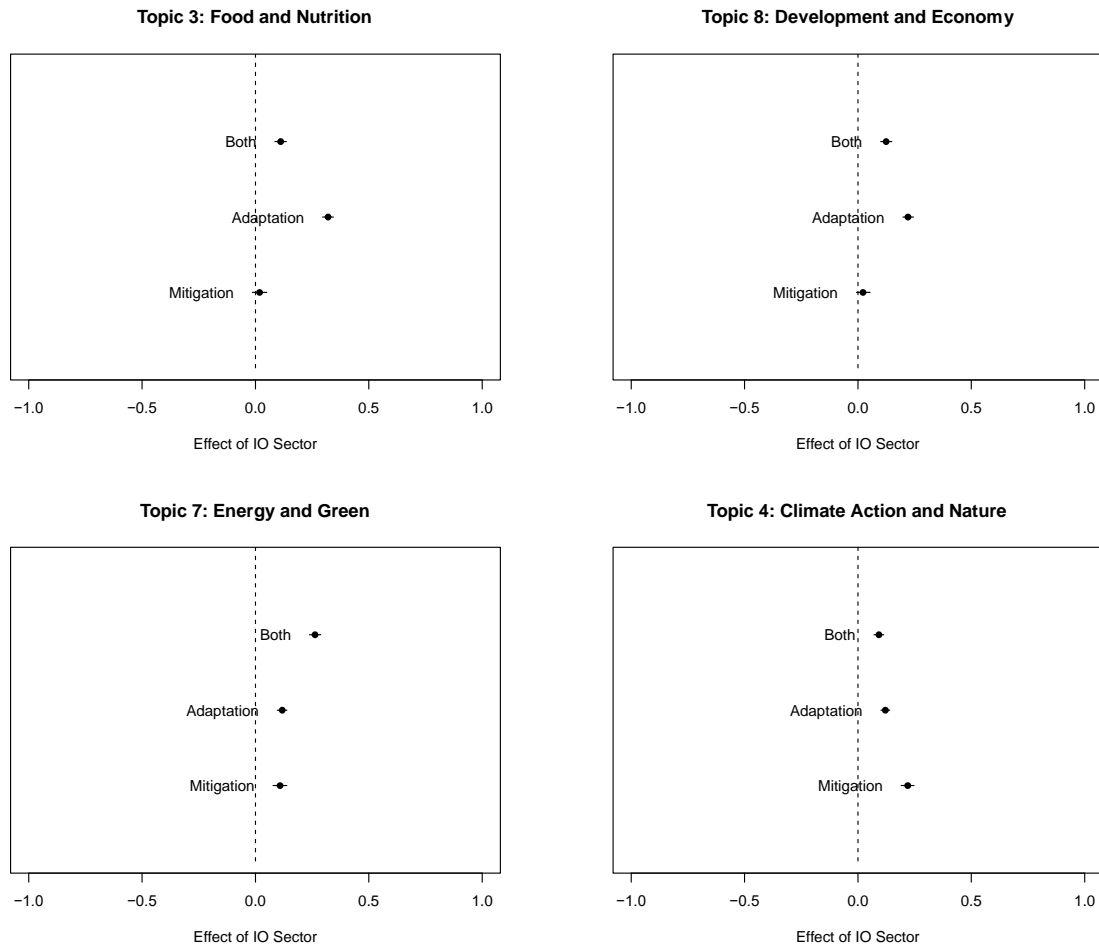 Topic 3: Food and Nutrition
Both
Adaptation
Mitigation
−1.0 −0.5 0.0 0.5 1.0
Effect of IO Sector
Topic 8: Development and Economy
Both
Adaptation
Mitigation
−1.0 −0.5 0.0 0.5 1.0
Effect of IO Sector
Topic 7: Energy and Green
Both
Adaptation
Mitigation
−1.0 −0.5 0.0 0.5 1.0
Effect of IO Sector
Topic 4: Climate Action and Nature
Both
Adaptation
Mitigation
−1.0 −0.5 0.0 0.5 1.0
Effect of IO Sector